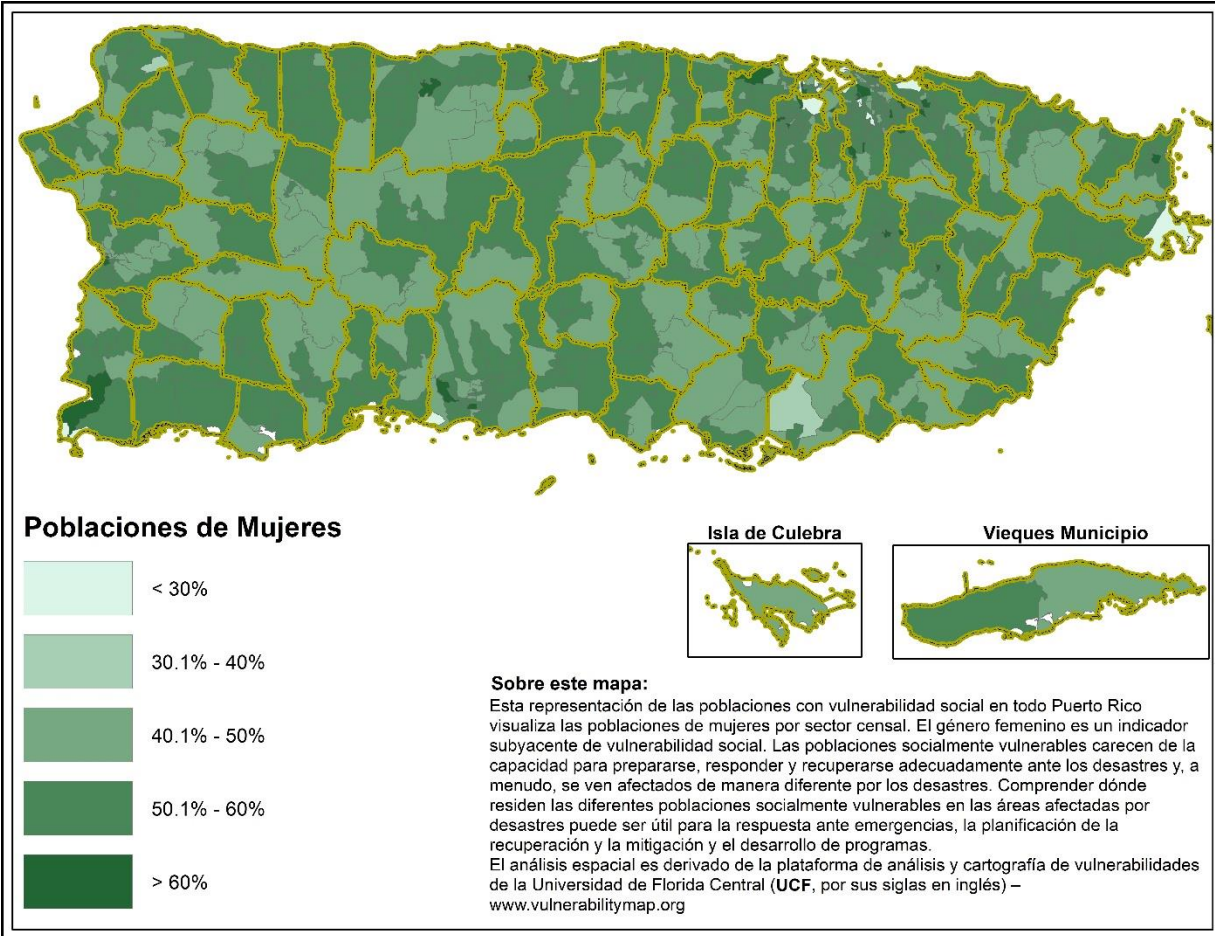 Poblaciones de Mujeres
< 30%
30.1% - 40%
40.1% - 50%
50.1% - 60%
> 60%
Isla de Culebra
Vieques Municipio
Sobre este mapa:
Esta representación de las poblaciones con vulnerabilidad social en todo Puerto Rico
visualiza las poblaciones de mujeres por sector censal. El género femenino es un indicador
subyacente de vulnerabilidad social. Las poblaciones socialmente vulnerables carecen de la
capacidad para prepararse, responder y recuperarse adecuadamente ante los desastres y, a
menudo, se ven afectados de manera diferente por los desastres. Comprender dónde
residen las diferentes poblaciones socialmente vulnerables en las áreas afectadas por
desastres puede ser útil para la respuesta ante emergencias, la planificación de la
recuperación y la mitigación y el desarrollo de programas.
El análisis espacial es derivado de la plataforma de análisis y cartografía de vulnerabilidades
de la Universidad de Florida Central (UCF, por sus siglas en inglés) –
www.vulnerabilitymap.org